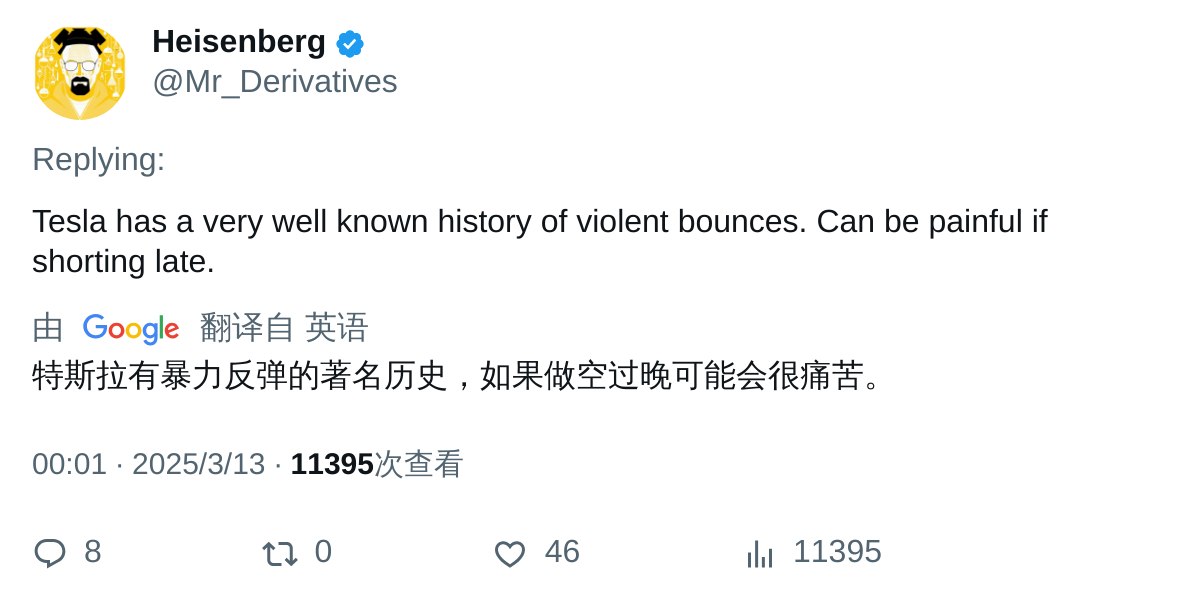 Heisenberg
@Mr_Derivatives
Replying:
Tesla has a very well known history of violent bounces. Can be painful if
shorting late.
由 Google 翻译自 英语
特斯拉有暴力反弹的著名历史，如果做空过晚可能会很痛苦。
00:01 · 2025/3/13 · 11395次查看
8 0 46 11395